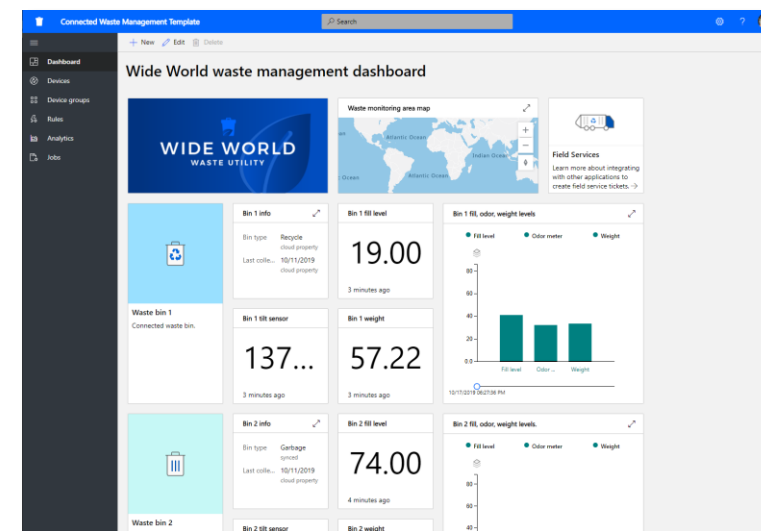 Connected Waste Management Template
Search
?
New Edit Delete
Dashboard
Devices
Device groups
Rules
Analytics
Jobs
Wide World waste management dashboard
WIDE WORLD
WASTE UTILITY
Waste monitoring area map
Atlantic Ocean
Indian Ocean
Atlantic Ocean
Ocean
+
−
Field Services
Learn more about integrating
with other applications to
create field service tickets. →
Waste bin 1
Connected waste bin.
Bin 1 info
Bin type Recycle
cloud property
Last colle... 10/11/2019
cloud property
Bin 1 fill level
19.00
3 minutes ago
Bin 1 tilt sensor
137...
3 minutes ago
Bin 1 weight
57.22
3 minutes ago
Bin 1 fill, odor, weight levels
Fill level Odor meter Weight
80
60
40
20
0.0
Fill level Odor ... Weight
10/17/2019 06:27:36 PM
Waste bin 2
Bin 2 info
Bin type Garbage
synced
Last colle... 10/11/2019
cloud property
Bin 2 fill level
74.00
4 minutes ago
Bin 2 tilt sensor
Bin 2 weight
Bin 2 fill, odor, weight levels.
Fill level Odor meter Weight
80
60
40